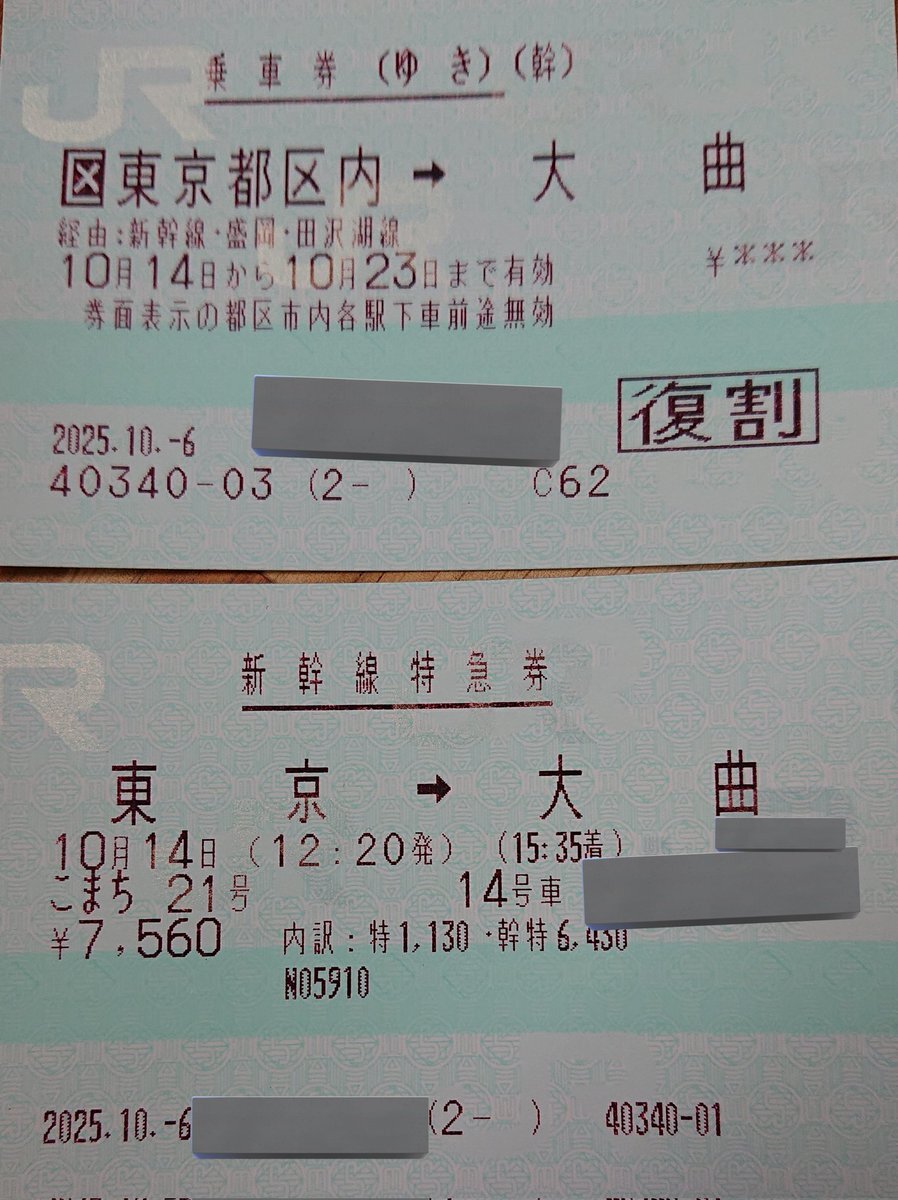 JR
乗車券(ゆき)(幹)
区東京都区内→大曲
経由:新幹線・盛岡・田沢湖線
10月14日から10月23日まで有効
¥***
券面表示の都区市内各駅下車前途無効
復割
2025.10.-6
40340-03 (2- ) C62
新幹線特急券
東京→大曲
10月14日(12:20発)(15:35着)
こまち 21号 14号車
¥7,560 内訳:特1,130・幹特6,430
N05910
2025.10.-6 (2- ) 40340-01